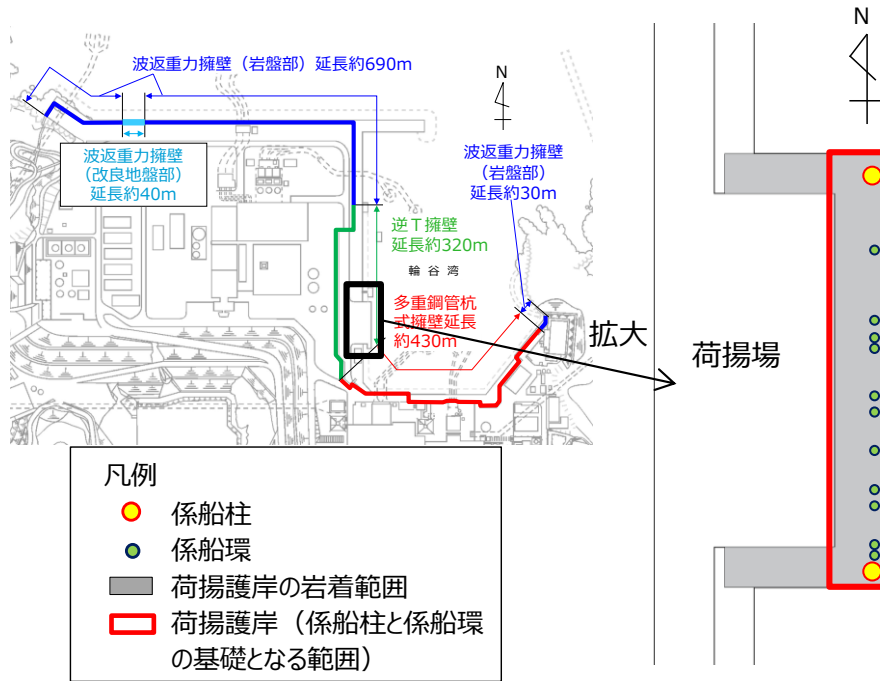 波返重力擁壁（岩盤部）延長約690m
N
N
波返重力擁壁
（改良地盤部）
延長約40m
波返重力擁壁
（岩盤部）
延長約30m
逆Ｔ擁壁
延長約320m
輪谷湾
多重鋼管杭
式擁壁延長
約430m
拡大
荷揚場
凡例
係船柱
係船環
荷揚護岸の岩着範囲
荷揚護岸（係船柱と係船環
の基礎となる範囲）